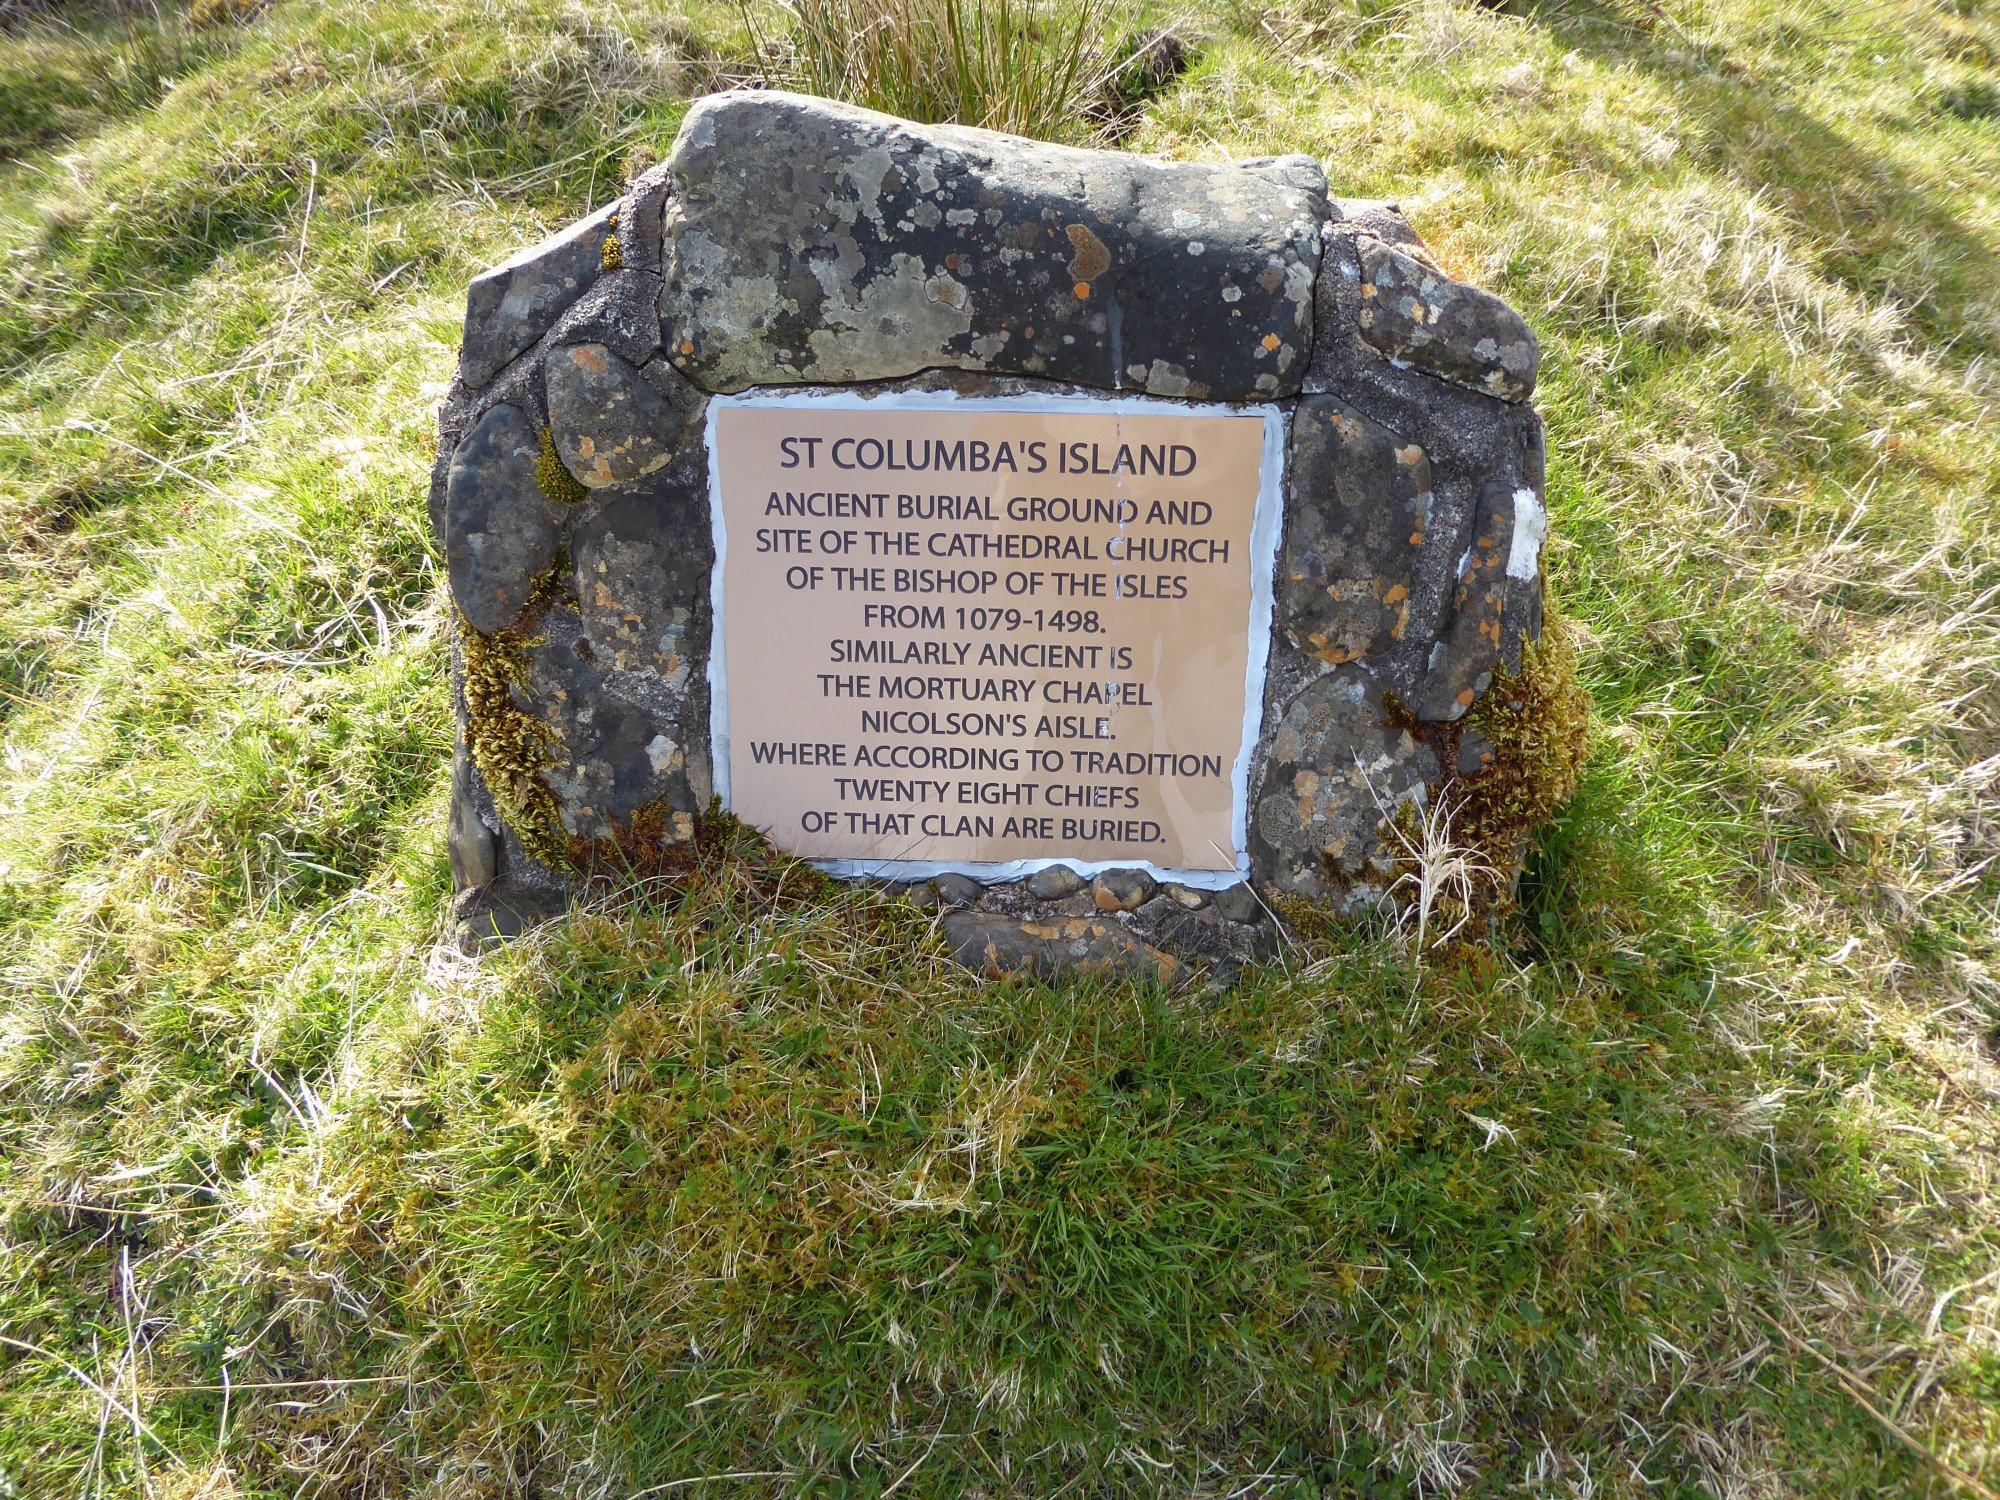 ST COLUMBA'S ISLAND
ANCIENT BURIAL GROUND AND
SITE OF THE CATHEDRAL CHURCH
OF THE BISHOP OF THE ISLES
FROM 1079-1498.
SIMILARLY ANCIENT IS
THE MORTUARY CHAPEL
NICOLSON'S AISLE.
WHERE ACCORDING TO TRADITION
TWENTY EIGHT CHIEFS
OF THAT CLAN ARE BURIED.